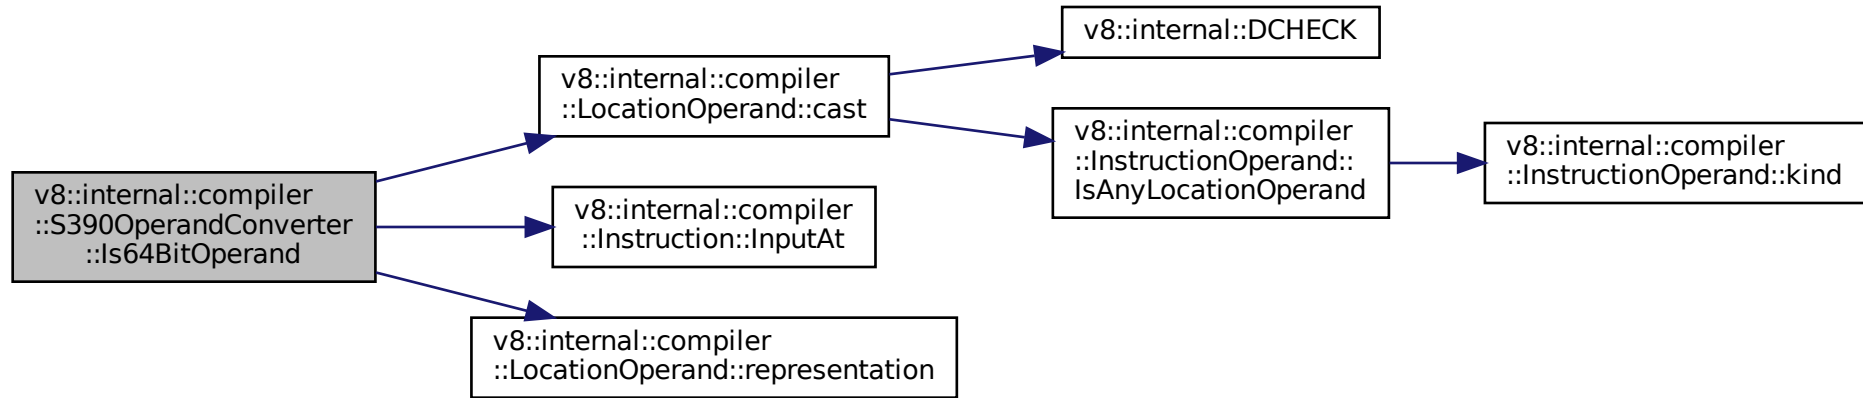 v8::internal::compiler
::S390OperandConverter
::Is64BitOperand
v8::internal::compiler
::LocationOperand::cast
v8::internal::DCHECK
v8::internal::compiler
::InstructionOperand::
IsAnyLocationOperand
v8::internal::compiler
::InstructionOperand::kind
v8::internal::compiler
::Instruction::InputAt
v8::internal::compiler
::LocationOperand::representation